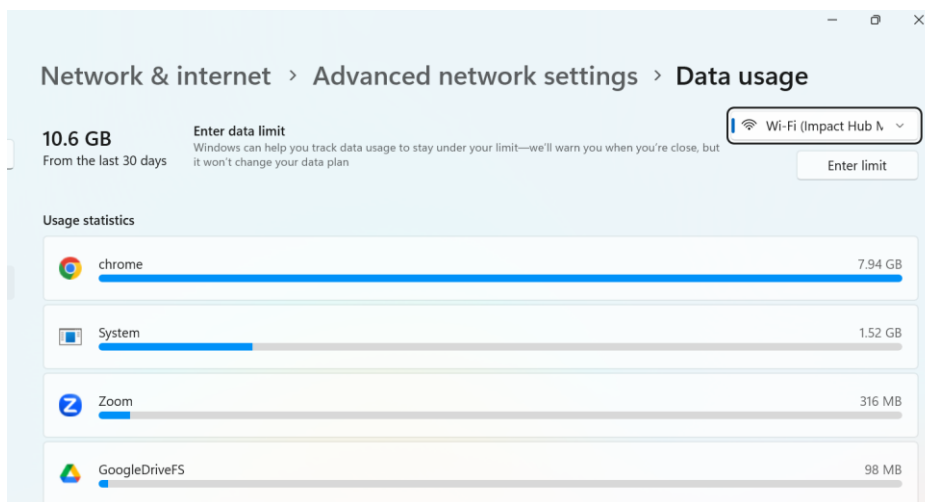 Network & internet > Advanced network settings > Data usage
10.6 GB
From the last 30 days
Enter data limit
Windows can help you track data usage to stay under your limit—we'll warn you when you're close, but
it won't change your data plan
Wi-Fi (Impact Hub M
Enter limit
Usage statistics
chrome 7.94 GB
System 1.52 GB
Zoom 316 MB
GoogleDriveFS 98 MB